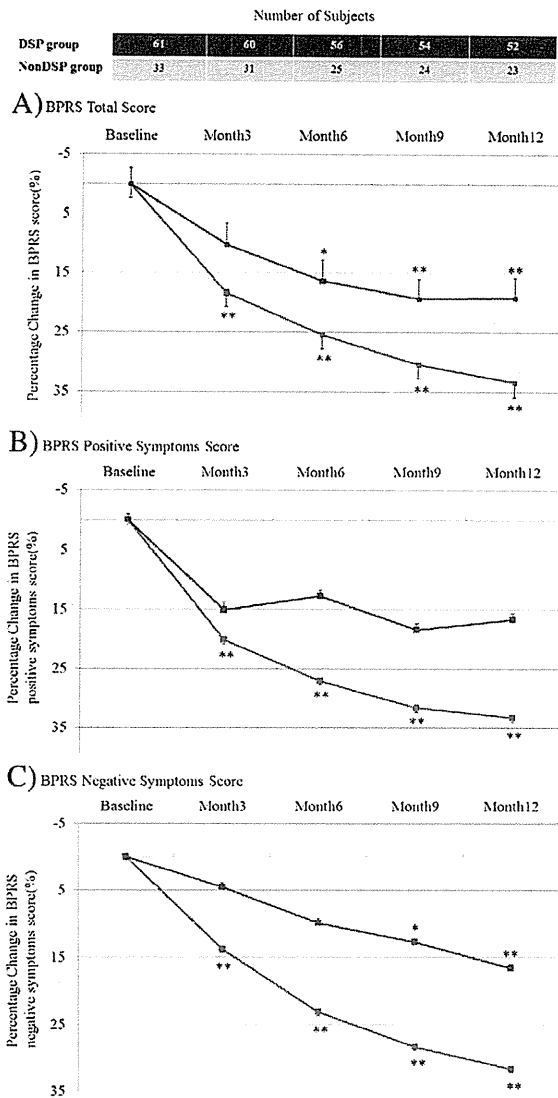 Number of Subjects
DSP group 61 60 56 54 52
NonDSP group 33 31 25 24 23
A) BPRS Total Score
Baseline Month3 Month6 Month9 Month12
Percentage Change in BPRS score(%)
-5
5
15
25
35
* ** **
** ** ** **
B) BPRS Positive Symptoms Score
Baseline Month3 Month6 Month9 Month12
Percentage Change in BPRS
positive symptoms score(%)
-5
5
15
25
35
** ** ** **
C) BPRS Negative Symptoms Score
Baseline Month3 Month6 Month9 Month12
Percentage Change in BPRS
negative symptoms score(%)
-5
5
15
25
35
* **
** ** ** **